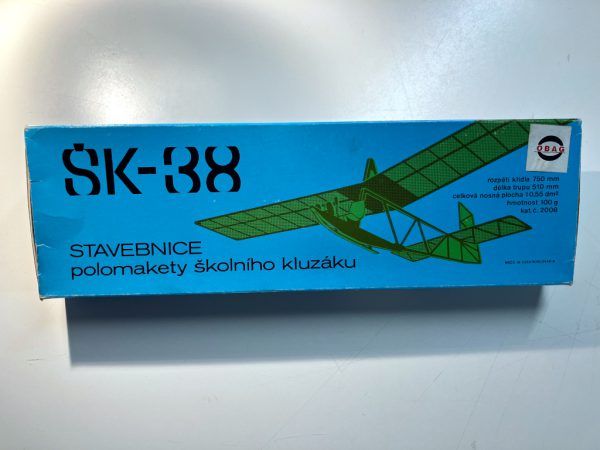 ŠK-38
STAVEBNICE
polomakety školního kluzáku
OBAG
rozpětí křídla 750 mm
délka trupu 510 mm
celková nosná plocha 10,55 dm²
hmotnost 100 g
kat. č. 2008
MADE IN CZECHOSLOVAKIA